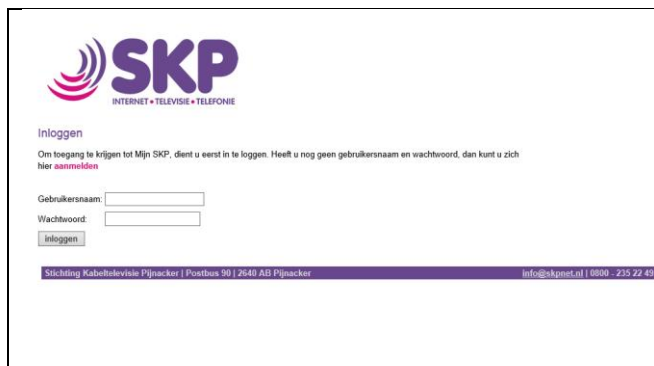 SKP
INTERNET • TELEVISIE • TELEFONIE
Inloggen
Om toegang te krijgen tot Mijn SKP, dient u eerst in te loggen. Heeft u nog geen gebruikersnaam en wachtwoord, dan kunt u zich
hier aanmelden
Gebruikersnaam:
Wachtwoord:
inloggen
Stichting Kabeltelevisie Pijnacker | Postbus 90 | 2640 AB Pijnacker info@skpnet.nl | 0800 - 235 22 49